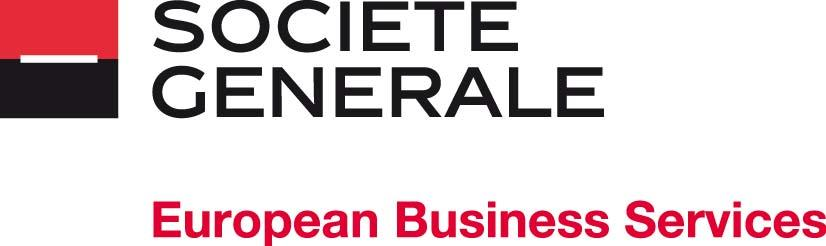 SOCIETE
GENERALE
European Business Services